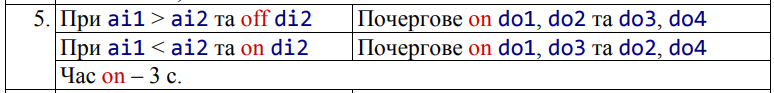 5. При ai1 > ai2 та off di2 Почергове on do1, do2 та do3, do4
При ai1 < ai2 та on di2 Почергове on do1, do3 та do2, do4
Час on – 3 с.